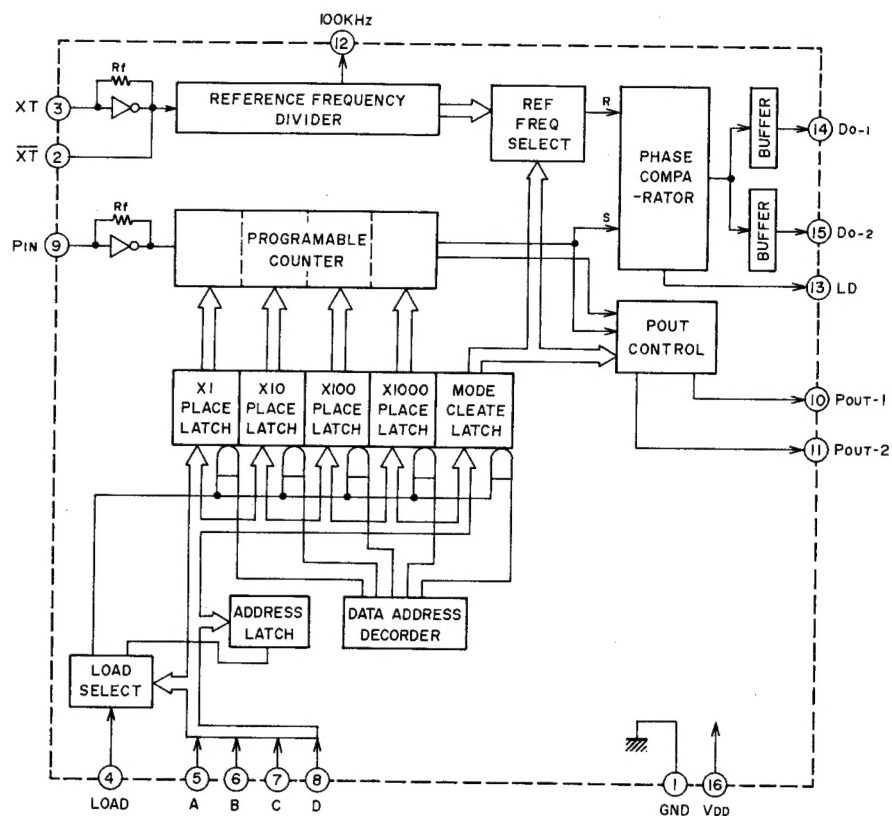 100KHz
12
Rf
XT
3
XT
2
REFERENCE FREQUENCY
DIVIDER
REF
FREQ
SELECT
R
PHASE
COMPA
-RATOR
S
BUFFER
14
Do-1
BUFFER
15
Do-2
13
LD
Rf
PIN
9
PROGRAMABLE
COUNTER
POUT
CONTROL
X1
PLACE
LATCH
X10
PLACE
LATCH
X100
PLACE
LATCH
X1000
PLACE
LATCH
MODE
CLEATE
LATCH
10
POUT-1
11
POUT-2
ADDRESS
LATCH
DATA ADDRESS
DECORDER
LOAD
SELECT
4
LOAD
5
A
6
B
7
C
8
D
1
GND
16
VDD